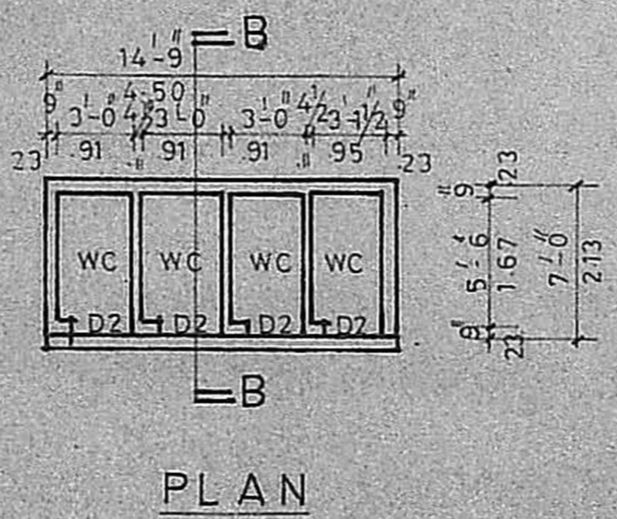 B
14'-9"
4-50
9" 3'-0" 4½" 3'-0" 3'-0" 4½" 3'-1½" 9"
23 .91 .11 .91 .91 .11 .95 .23
WC WC WC WC
D2 D2 D2 D2
9" 23
5'-6" 1.67
7'-0" 2.13
9" 23
B
PLAN